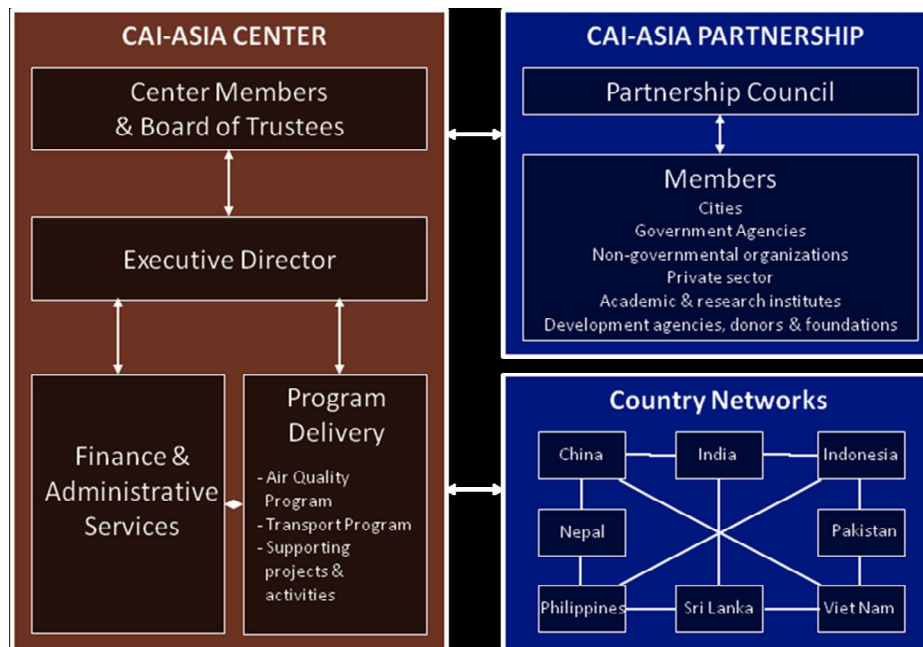 CAI-ASIA CENTER
Center Members
& Board of Trustees
Executive Director
Finance &
Administrative
Services
Program
Delivery
- Air Quality
Program
- Transport Program
- Supporting
projects &
activities
CAI-ASIA PARTNERSHIP
Partnership Council
Members
Cities
Government Agencies
Non-governmental organizations
Private sector
Academic & research institutes
Development agencies, donors & foundations
Country Networks
China
India
Indonesia
Nepal
Pakistan
Philippines
Sri Lanka
Viet Nam